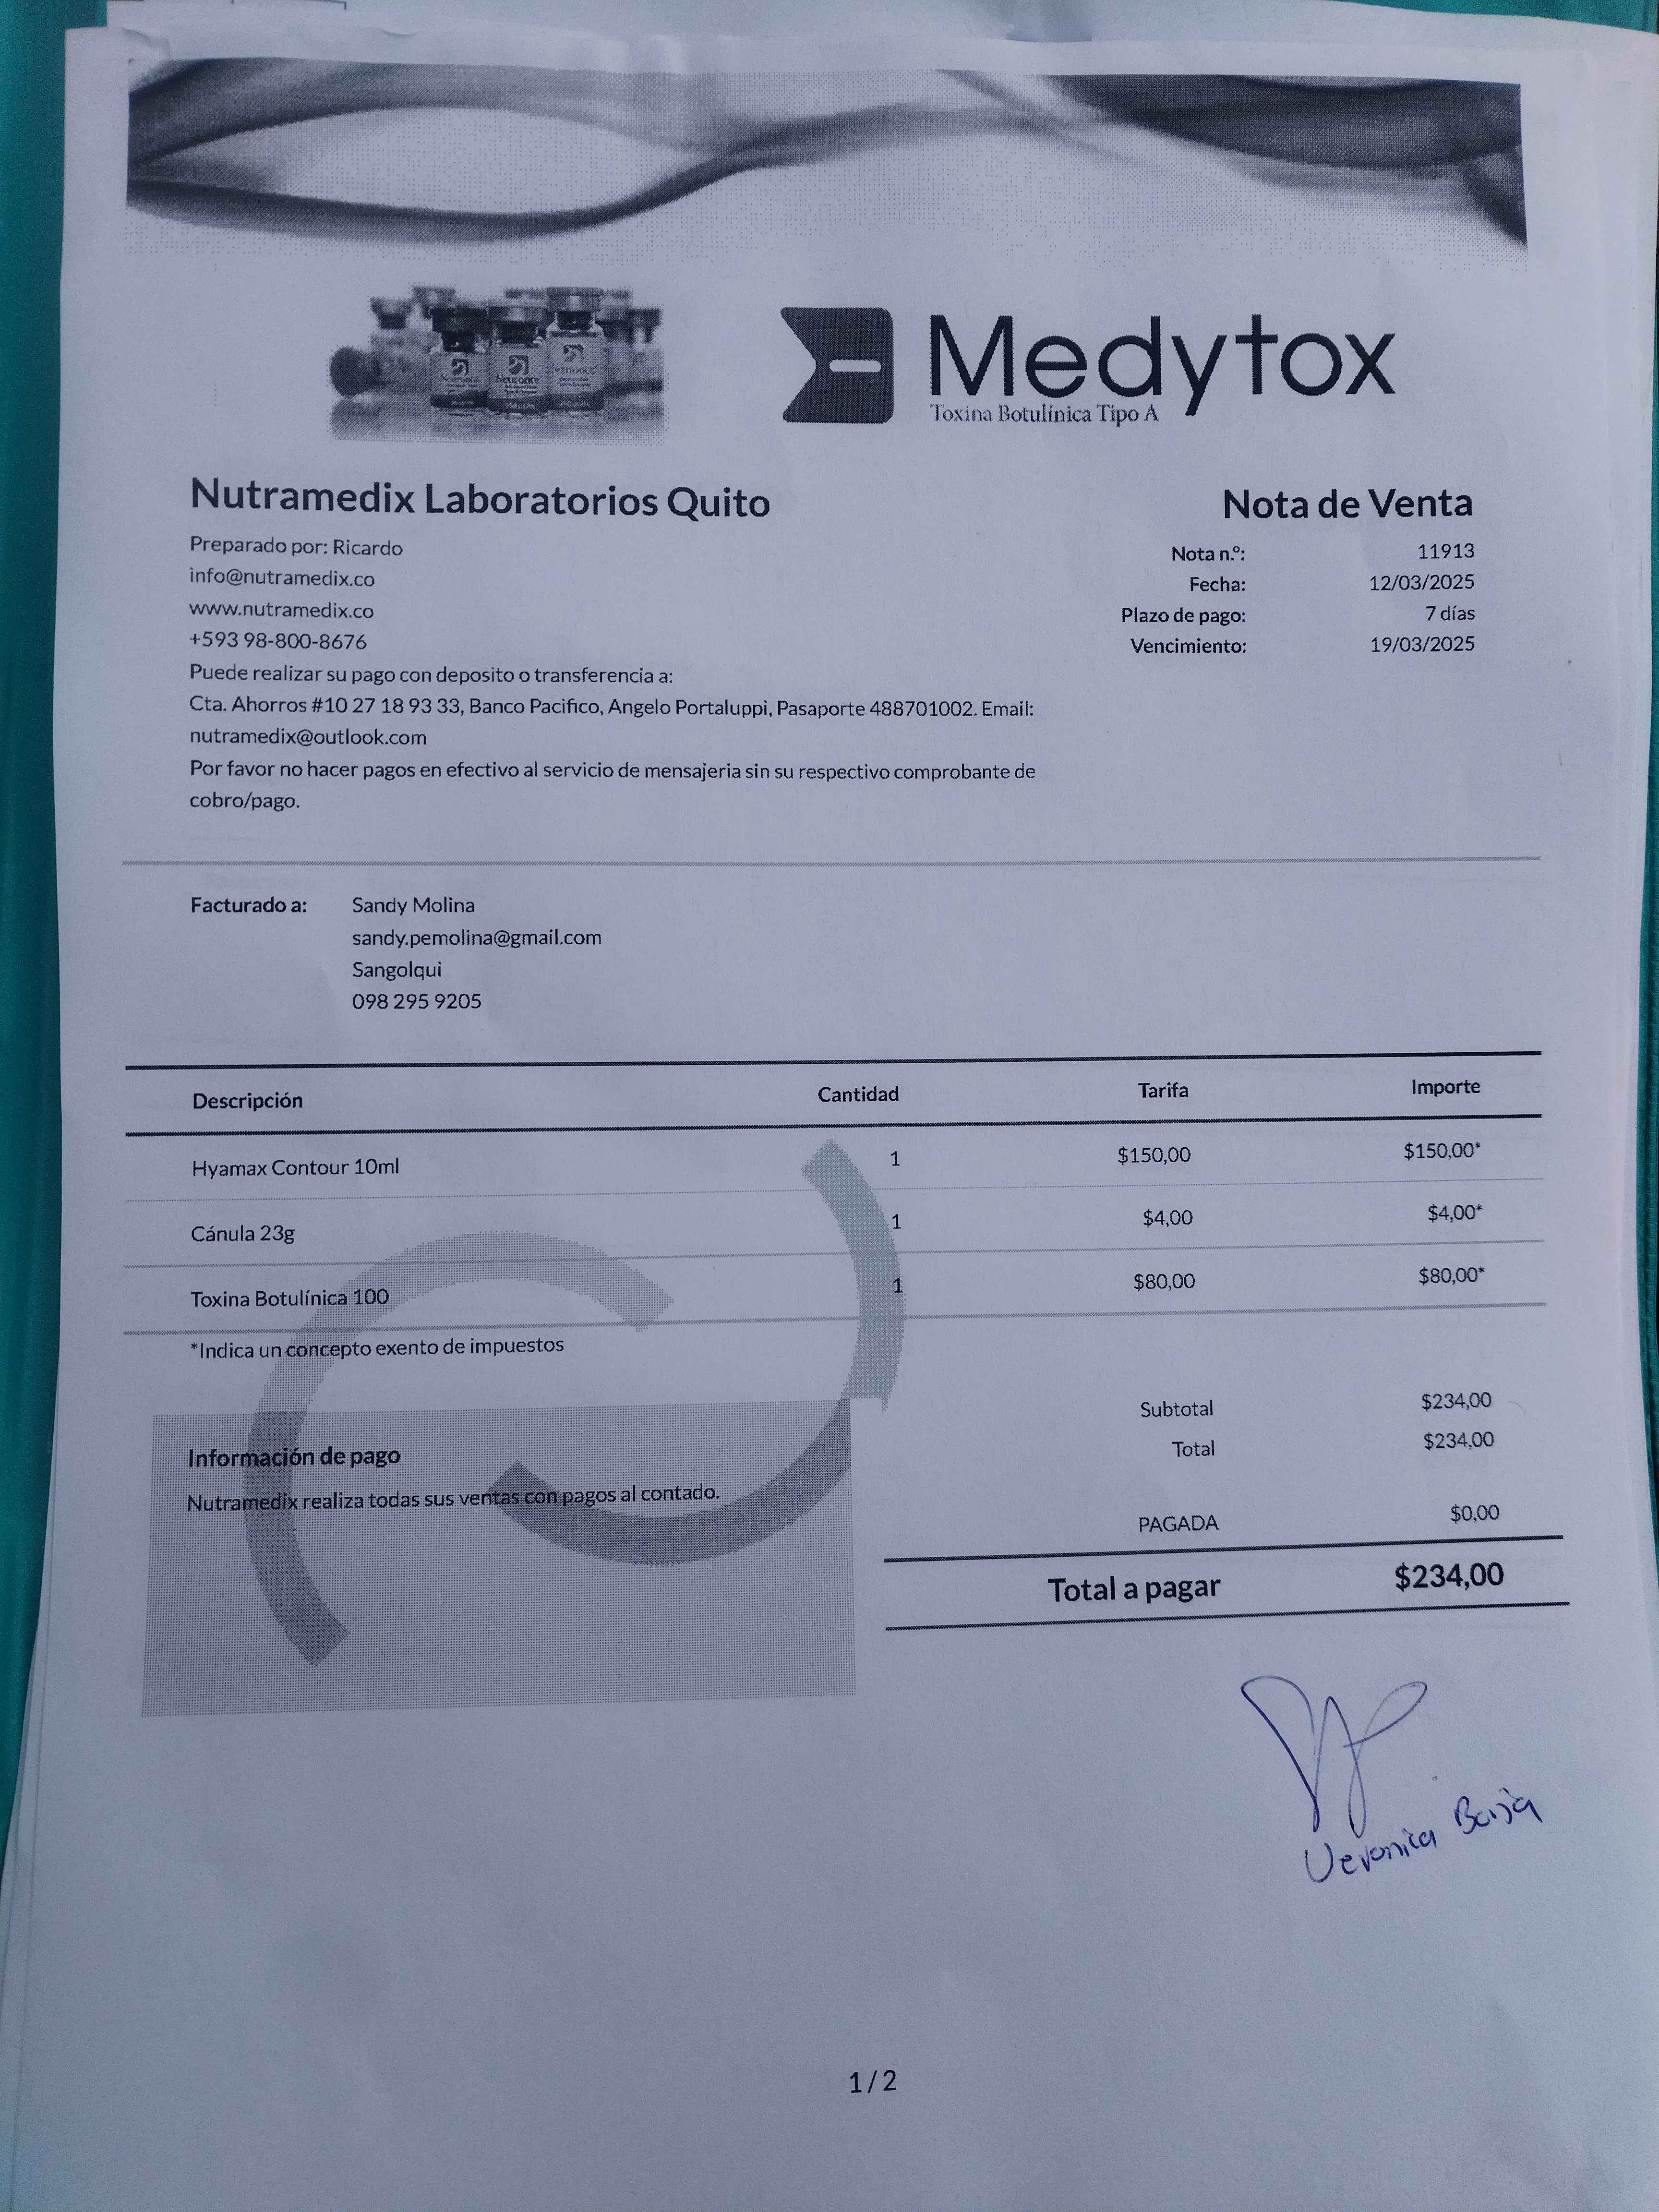 Medytox
Toxina Botulínica Tipo A
Nutramedix Laboratorios Quito
Nota de Venta
Preparado por: Ricardo
info@nutramedix.co
www.nutramedix.co
+593 98-800-8676
Nota n.º: 11913
Fecha: 12/03/2025
Plazo de pago: 7 días
Vencimiento: 19/03/2025
Puede realizar su pago con deposito o transferencia a:
Cta. Ahorros #10 27 18 93 33, Banco Pacifico, Angelo Portaluppi, Pasaporte 488701002. Email:
nutramedix@outlook.com
Por favor no hacer pagos en efectivo al servicio de mensajeria sin su respectivo comprobante de
cobro/pago.
Facturado a: Sandy Molina
sandy.pemolina@gmail.com
Sangolqui
098 295 9205
Descripción Cantidad Tarifa Importe
Hyamax Contour 10ml 1 $150,00 $150,00*
Cánula 23g 1 $4,00 $4,00*
Toxina Botulínica 100 1 $80,00 $80,00*
*Indica un concepto exento de impuestos
Subtotal $234,00
Total $234,00
Información de pago
Nutramedix realiza todas sus ventas con pagos al contado.
PAGADA $0,00
Total a pagar $234,00
Veronica
1 / 2